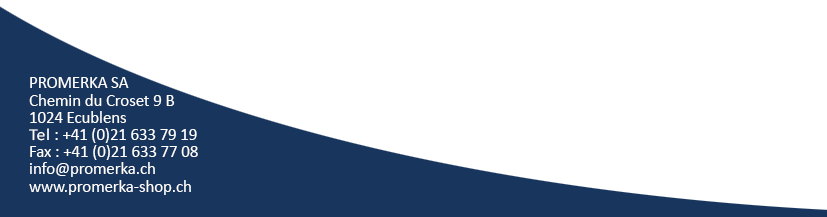 PROMERKA SA
Chemin du Croset 9 B
1024 Ecublens
Tel : +41 (0)21 633 79 19
Fax : +41 (0)21 633 77 08
info@promerka.ch
www.promerka-shop.ch